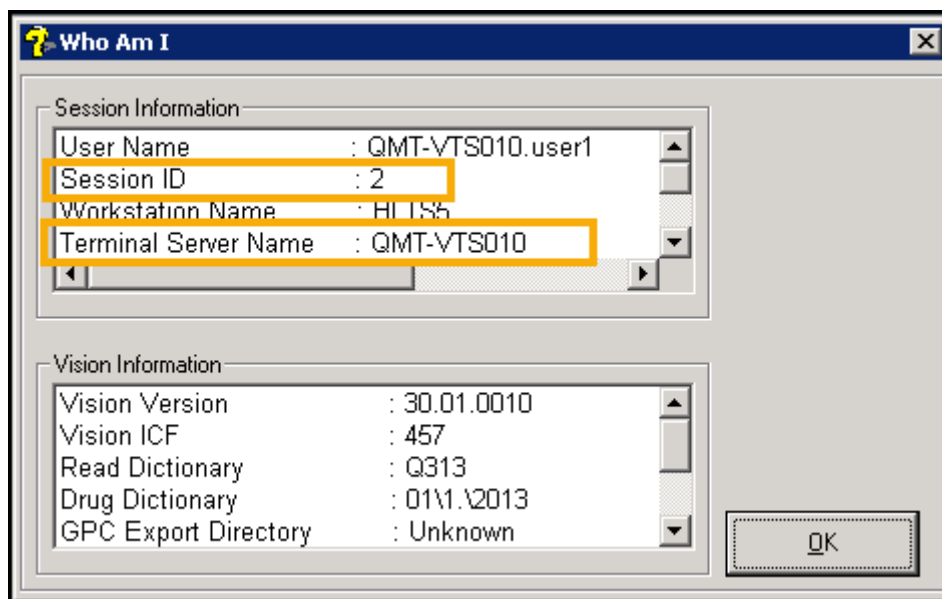 Who Am I
Session Information
User Name : QMT-VTS010.user1
Session ID : 2
Workstation Name : HLTS5
Terminal Server Name : QMT-VTS010
Vision Information
Vision Version : 30.01.0010
Vision ICF : 457
Read Dictionary : Q313
Drug Dictionary : 01\1.\2013
GPC Export Directory : Unknown
OK